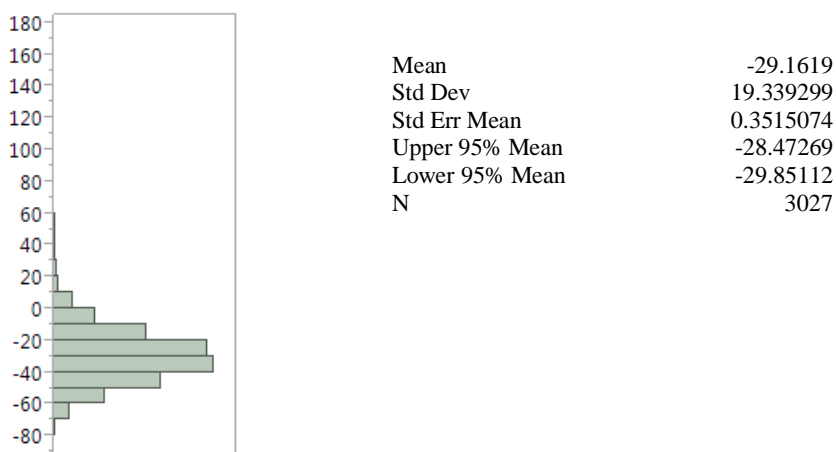 180
160
140
120
100
80
60
40
20
0
-20
-40
-60
-80
Mean -29.1619
Std Dev 19.339299
Std Err Mean 0.3515074
Upper 95% Mean -28.47269
Lower 95% Mean -29.85112
N 3027